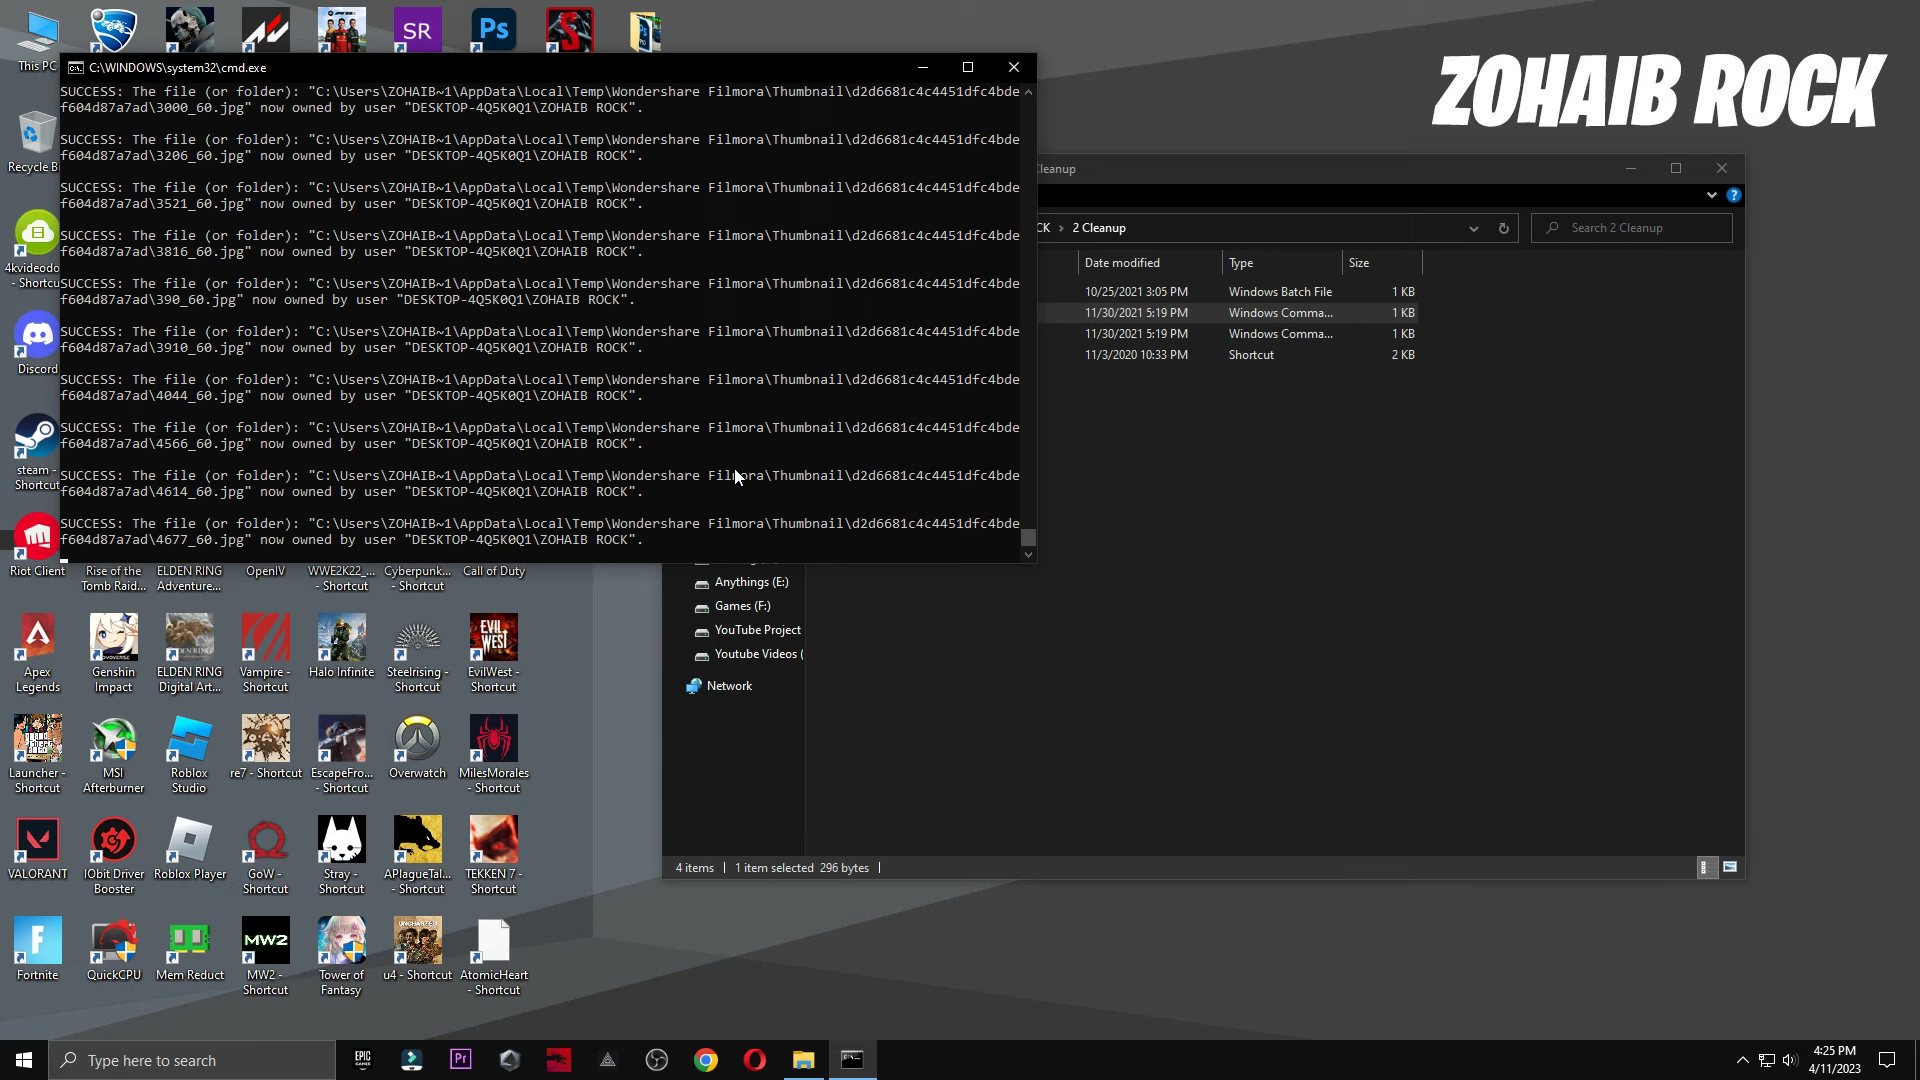 SR
Ps
This PC
Recycle Bi
4kvideodo
- Shortcu
Discord
steam -
Shortcut
Riot Client
ZOHAIB ROCK
C:\WINDOWS\system32\cmd.exe
SUCCESS: The file (or folder): "C:\Users\ZOHAIB~1\AppData\Local\Temp\Wondershare Filmora\Thumbnail\d2d6681c4c4451dfc4bde
f604d87a7ad\3000_60.jpg" now owned by user "DESKTOP-4Q5K0Q1\ZOHAIB ROCK".
SUCCESS: The file (or folder): "C:\Users\ZOHAIB~1\AppData\Local\Temp\Wondershare Filmora\Thumbnail\d2d6681c4c4451dfc4bde
f604d87a7ad\3206_60.jpg" now owned by user "DESKTOP-4Q5K0Q1\ZOHAIB ROCK".
SUCCESS: The file (or folder): "C:\Users\ZOHAIB~1\AppData\Local\Temp\Wondershare Filmora\Thumbnail\d2d6681c4c4451dfc4bde
f604d87a7ad\3521_60.jpg" now owned by user "DESKTOP-4Q5K0Q1\ZOHAIB ROCK".
SUCCESS: The file (or folder): "C:\Users\ZOHAIB~1\AppData\Local\Temp\Wondershare Filmora\Thumbnail\d2d6681c4c4451dfc4bde
f604d87a7ad\3816_60.jpg" now owned by user "DESKTOP-4Q5K0Q1\ZOHAIB ROCK".
SUCCESS: The file (or folder): "C:\Users\ZOHAIB~1\AppData\Local\Temp\Wondershare Filmora\Thumbnail\d2d6681c4c4451dfc4bde
f604d87a7ad\390_60.jpg" now owned by user "DESKTOP-4Q5K0Q1\ZOHAIB ROCK".
SUCCESS: The file (or folder): "C:\Users\ZOHAIB~1\AppData\Local\Temp\Wondershare Filmora\Thumbnail\d2d6681c4c4451dfc4bde
f604d87a7ad\3910_60.jpg" now owned by user "DESKTOP-4Q5K0Q1\ZOHAIB ROCK".
SUCCESS: The file (or folder): "C:\Users\ZOHAIB~1\AppData\Local\Temp\Wondershare Filmora\Thumbnail\d2d6681c4c4451dfc4bde
f604d87a7ad\4044_60.jpg" now owned by user "DESKTOP-4Q5K0Q1\ZOHAIB ROCK".
SUCCESS: The file (or folder): "C:\Users\ZOHAIB~1\AppData\Local\Temp\Wondershare Filmora\Thumbnail\d2d6681c4c4451dfc4bde
f604d87a7ad\4566_60.jpg" now owned by user "DESKTOP-4Q5K0Q1\ZOHAIB ROCK".
SUCCESS: The file (or folder): "C:\Users\ZOHAIB~1\AppData\Local\Temp\Wondershare Filmora\Thumbnail\d2d6681c4c4451dfc4bde
f604d87a7ad\4614_60.jpg" now owned by user "DESKTOP-4Q5K0Q1\ZOHAIB ROCK".
SUCCESS: The file (or folder): "C:\Users\ZOHAIB~1\AppData\Local\Temp\Wondershare Filmora\Thumbnail\d2d6681c4c4451dfc4bde
f604d87a7ad\4677_60.jpg" now owned by user "DESKTOP-4Q5K0Q1\ZOHAIB ROCK".
Cleanup
CK > 2 Cleanup
Search 2 Cleanup
Date modified Type Size
10/25/2021 3:05 PM Windows Batch File 1 KB
11/30/2021 5:19 PM Windows Comma... 1 KB
11/30/2021 5:19 PM Windows Comma... 1 KB
11/3/2020 10:33 PM Shortcut 2 KB
Anythings (E:)
Games (F:)
YouTube Project
Youtube Videos (
Network
4 items 1 item selected 296 bytes
Rise of the
Tomb Raid...
ELDEN RING
Adventure...
OpenIV
WWE2K22_...
- Shortcut
Cyberpunk...
- Shortcut
Call of Duty
Apex
Legends
Genshin
Impact
ELDEN RING
Digital Art...
Vampire -
Shortcut
Halo Infinite
Steelrising -
Shortcut
EVIL
WEST
EvilWest -
Shortcut
Launcher -
Shortcut
MSI
Afterburner
Roblox
Studio
re7 - Shortcut
EscapeFro...
- Shortcut
Overwatch
MilesMorales
- Shortcut
VALORANT
IObit Driver
Booster
Roblox Player
GoW -
Shortcut
Stray -
Shortcut
APlagueTal...
- Shortcut
TEKKEN 7 -
Shortcut
Fortnite
QuickCPU
Mem Reduct
MW2
MW2 -
Shortcut
Tower of
Fantasy
UNCHARTED
u4 - Shortcut
AtomicHeart
- Shortcut
Type here to search
EPIC
GAMES
Pr
4:25 PM
4/11/2023